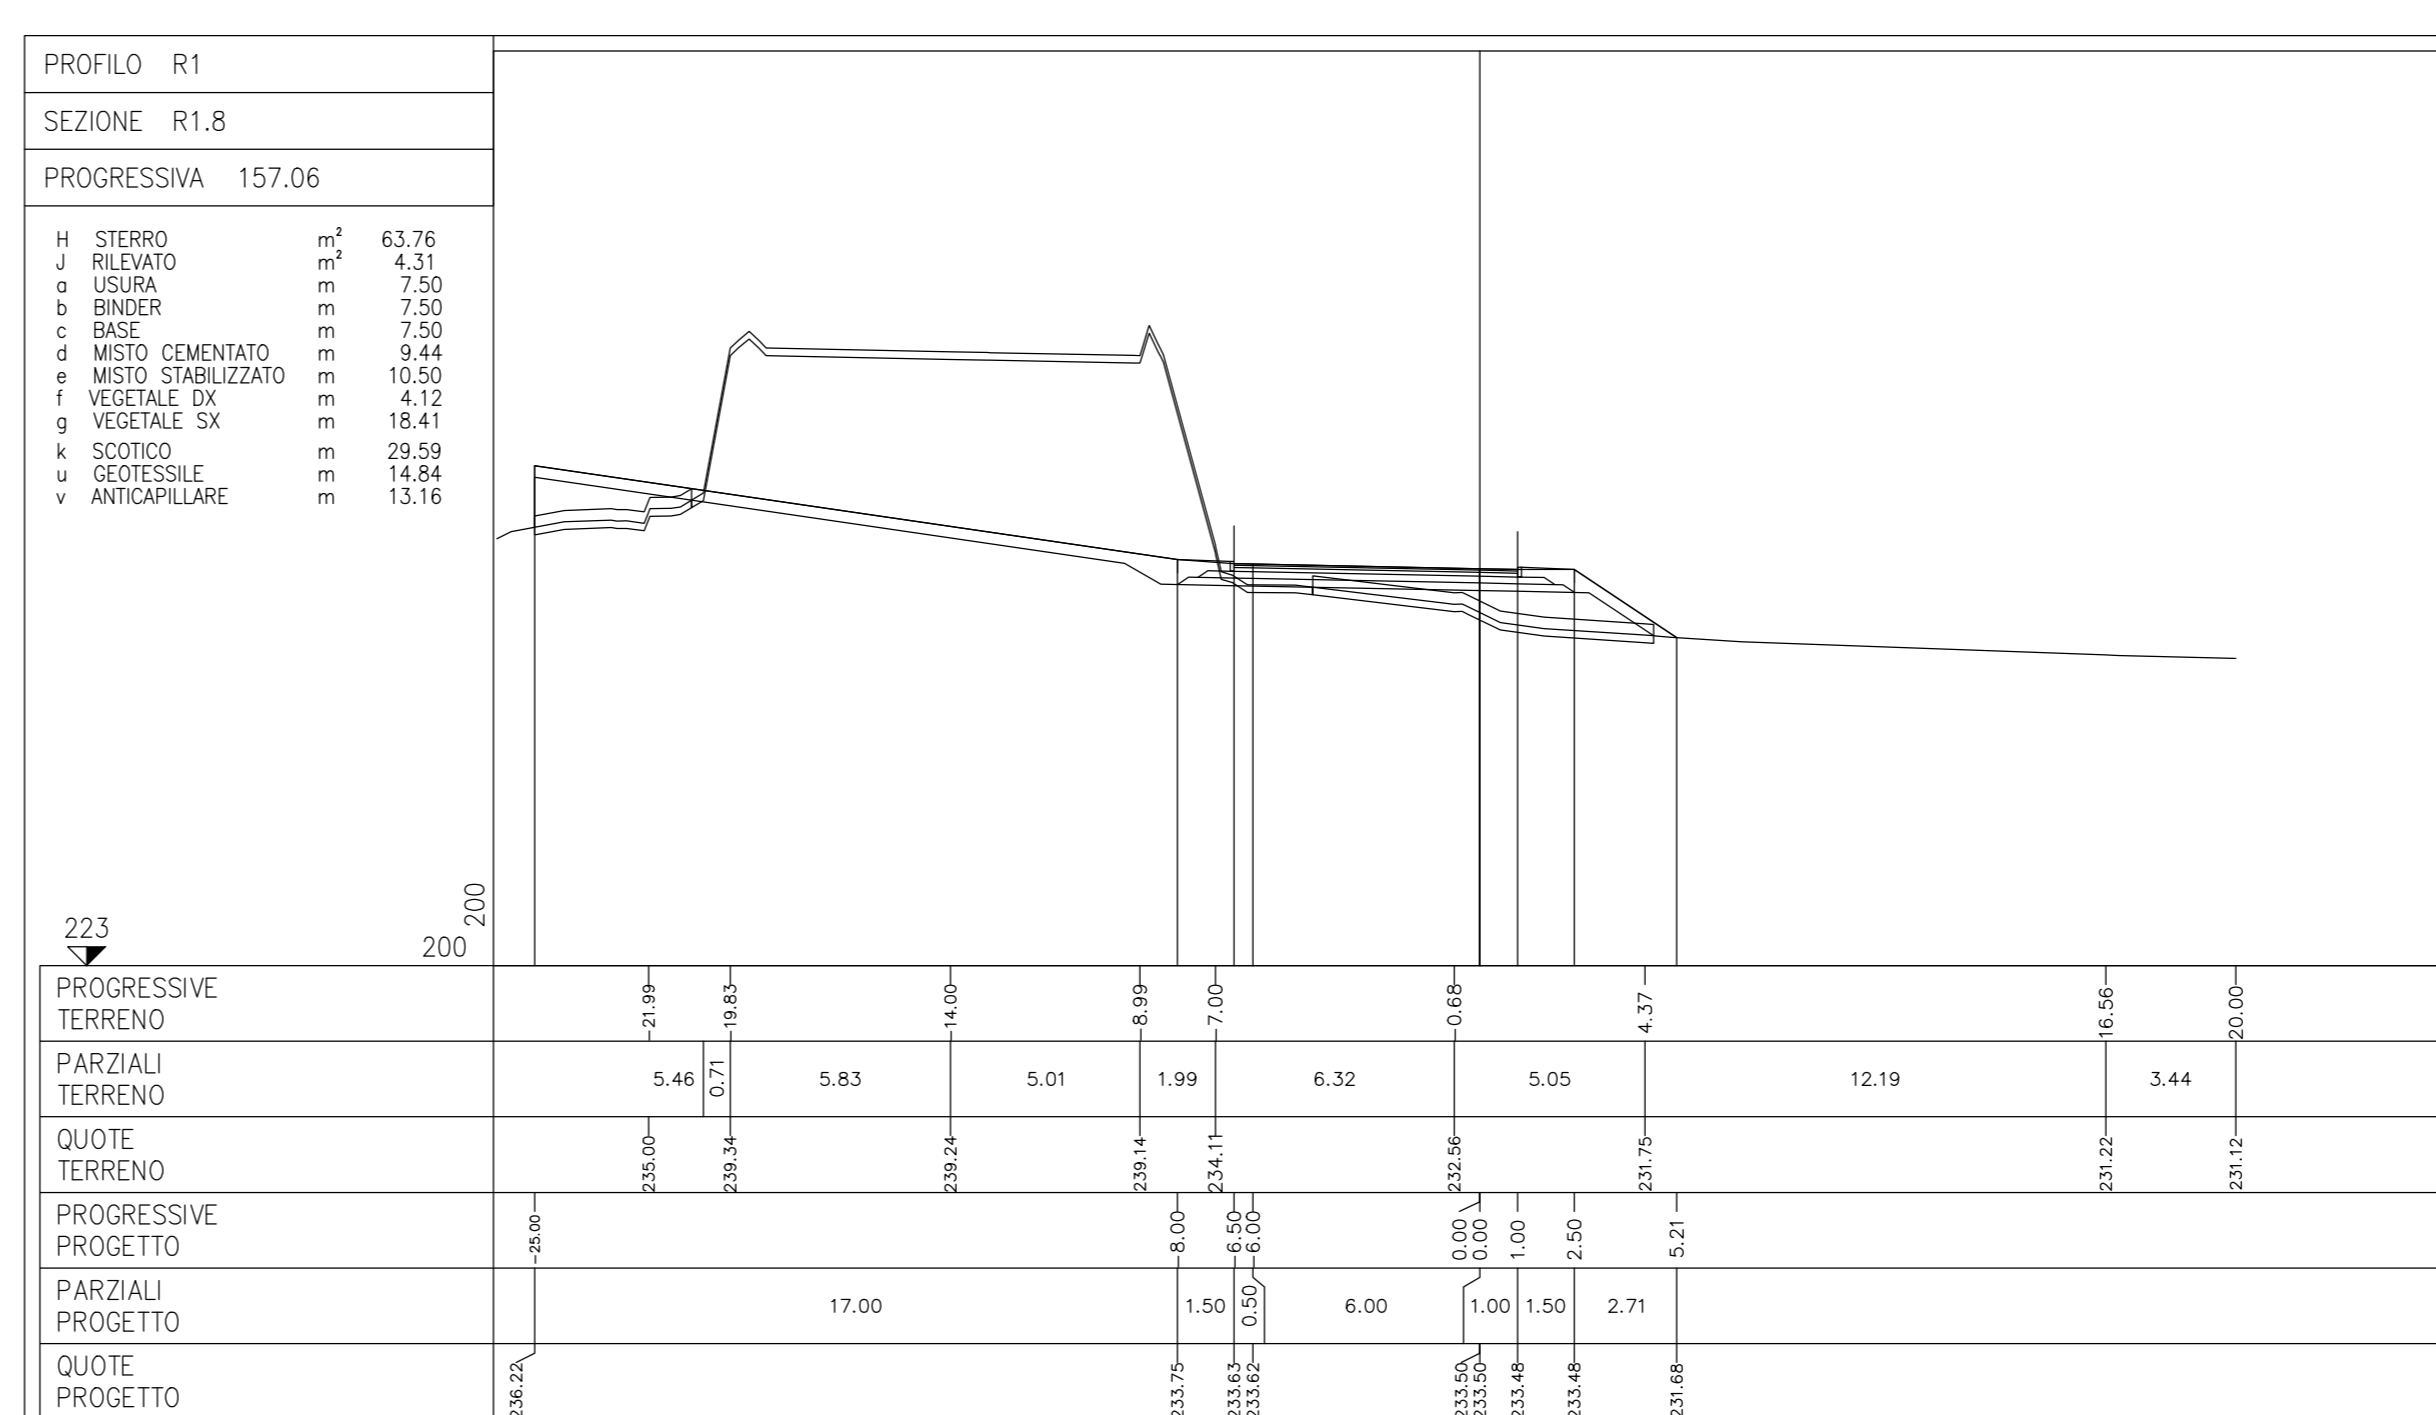 PROFILO R1
SEZIONE R1.8
PROGRESSIVA 157.06
H STERRO m² 63.76
J RILEVATO m² 4.31
a USURA m 7.50
b BINDER m 7.50
c BASE m 7.50
d MISTO CEMENTATO m 9.44
e MISTO STABILIZZATO m 10.50
f VEGETALE DX m 4.12
g VEGETALE SX m 18.41
k SCOTICO m 29.59
u GEOTESSILE m 14.84
v ANTICAPILLARE m 13.16
200
223
200
PROGRESSIVE
TERRENO
-21.99 -19.83 -14.00 -8.99 -7.00 -0.68 4.37 16.56 20.00
PARZIALI
TERRENO
5.46 0.71 5.83 5.01 1.99 6.32 5.05 12.19 3.44
QUOTE
TERRENO
235.00 239.34 239.24 239.14 234.11 232.56 231.75 231.22 231.12
PROGRESSIVE
PROGETTO
-25.00 -8.00 -6.50 -6.00 0.00 0.00 1.00 2.50 5.21
PARZIALI
PROGETTO
17.00 1.50 0.50 6.00 1.00 1.50 2.71
QUOTE
PROGETTO
236.22 233.75 233.63 233.62 233.50 233.50 233.48 233.48 231.68